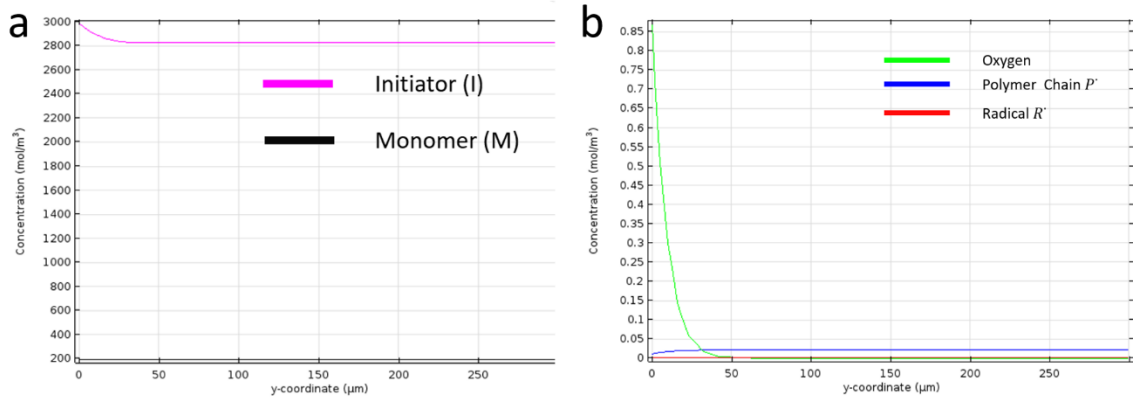 a
3000
2800
2600
2400
2200
2000
1800
1600
1400
1200
1000
800
600
400
200
Concentration (mol/m³)
Initiator (I)
Monomer (M)
0 50 100 150 200 250
y-coordinate (μm)
b
0.85
0.8
0.75
0.7
0.65
0.6
0.55
0.5
0.45
0.4
0.35
0.3
0.25
0.2
0.15
0.1
0.05
0
Concentration (mol/m³)
Oxygen
Polymer Chain P˙
Radical R˙
0 50 100 150 200 250
y-coordinate (μm)